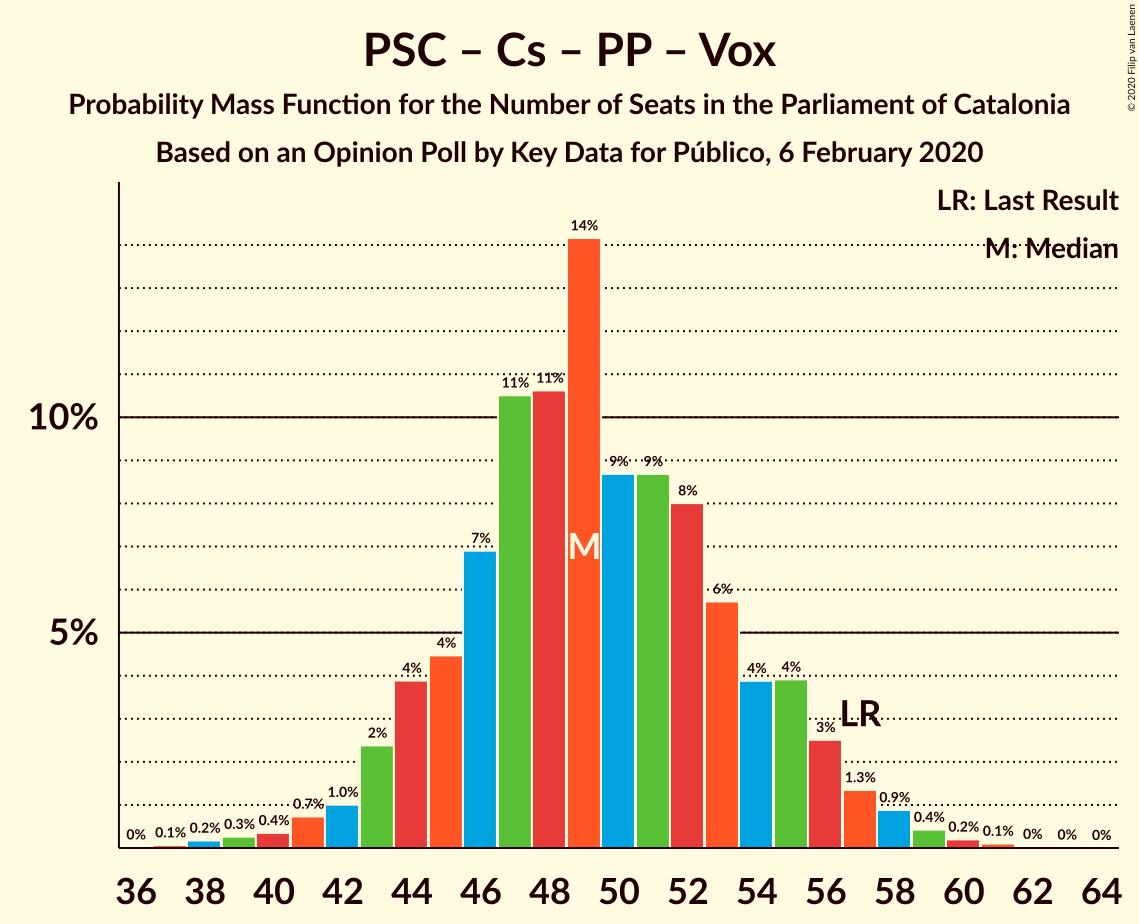 PSC – Cs – PP – Vox
Probability Mass Function for the Number of Seats in the Parliament of Catalonia
Based on an Opinion Poll by Key Data for Público, 6 February 2020
© 2020 Filip van Laenen
LR: Last Result
M: Median
10%
5%
0% 0.1% 0.2% 0.3% 0.4% 0.7% 1.0% 2% 4% 4% 7% 11% 11% 14% 9% 9% 8% 6% 4% 4% 3% 1.3% 0.9% 0.4% 0.2% 0.1% 0% 0% 0%
M
LR
36 38 40 42 44 46 48 50 52 54 56 58 60 62 64